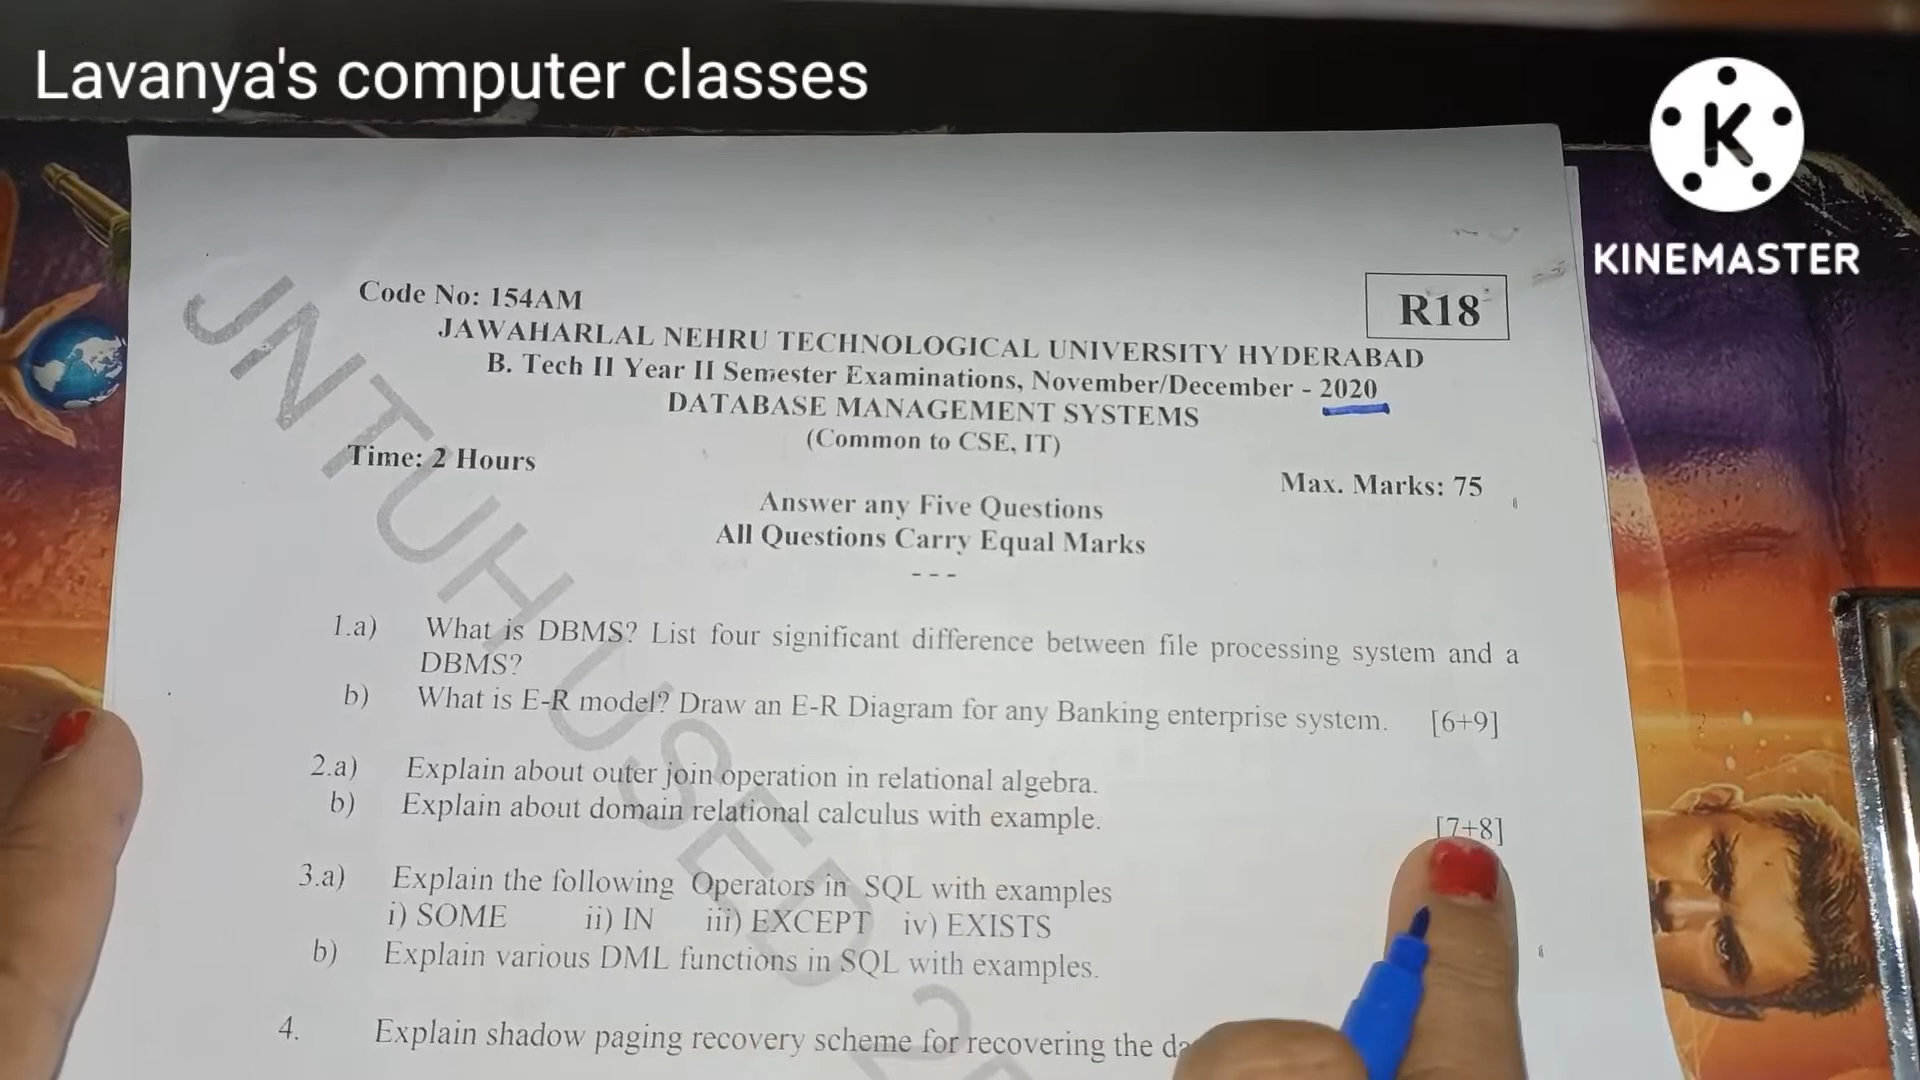 Lavanya's computer classes
K
KINEMASTER
Code No: 154AM
R18
JAWAHARLAL NEHRU TECHNOLOGICAL UNIVERSITY HYDERABAD
B. Tech II Year II Semester Examinations, November/December - 2020
DATABASE MANAGEMENT SYSTEMS
(Common to CSE, IT)
Time: 2 Hours
Max. Marks: 75
Answer any Five Questions
All Questions Carry Equal Marks
- - -
1.a) What is DBMS? List four significant difference between file processing system and a
DBMS?
b) What is E-R model? Draw an E-R Diagram for any Banking enterprise system. [6+9]
2.a) Explain about outer join operation in relational algebra.
b) Explain about domain relational calculus with example. [7+8]
3.a) Explain the following Operators in SQL with examples
i) SOME ii) IN iii) EXCEPT iv) EXISTS
b) Explain various DML functions in SQL with examples.
4. Explain shadow paging recovery scheme for recovering the
JNTUH USED